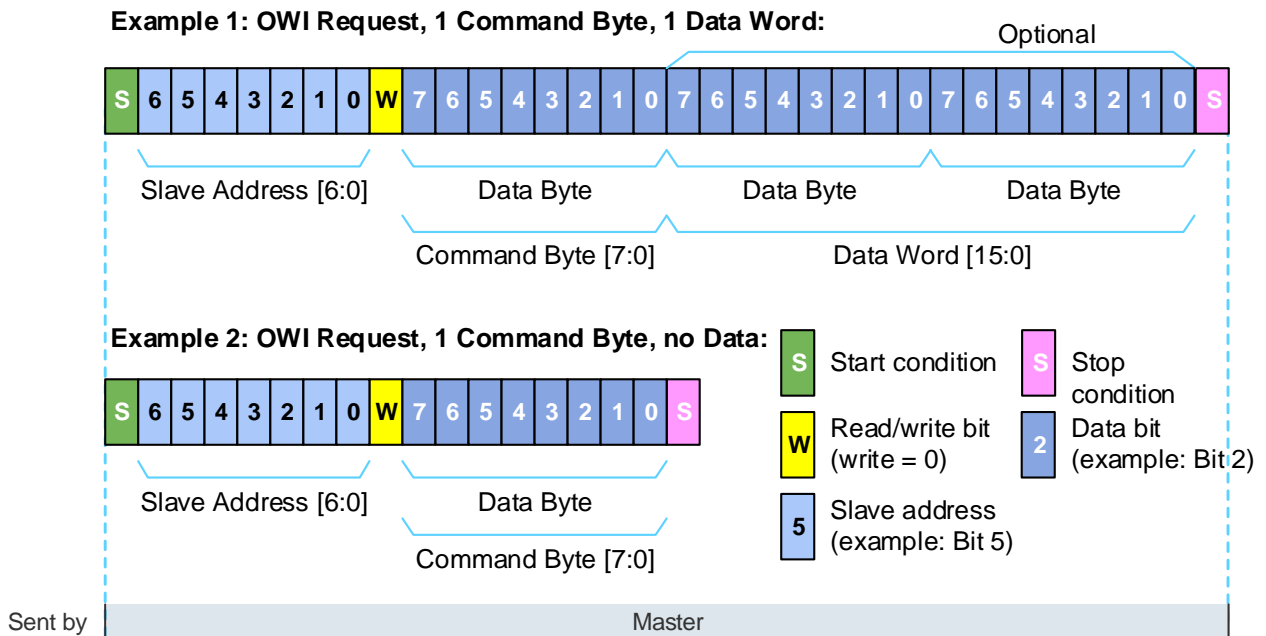 Example 1: OWI Request, 1 Command Byte, 1 Data Word:
Optional
S 6 5 4 3 2 1 0 W 7 6 5 4 3 2 1 0 7 6 5 4 3 2 1 0 7 6 5 4 3 2 1 0 S
Slave Address [6:0] Data Byte Data Byte Data Byte
Command Byte [7:0] Data Word [15:0]
Example 2: OWI Request, 1 Command Byte, no Data:
S 6 5 4 3 2 1 0 W 7 6 5 4 3 2 1 0 S
Slave Address [6:0] Data Byte
Command Byte [7:0]
S Start condition
S Stop
condition
W Read/write bit
(write = 0)
2 Data bit
(example: Bit 2)
5 Slave address
(example: Bit 5)
Sent by Master